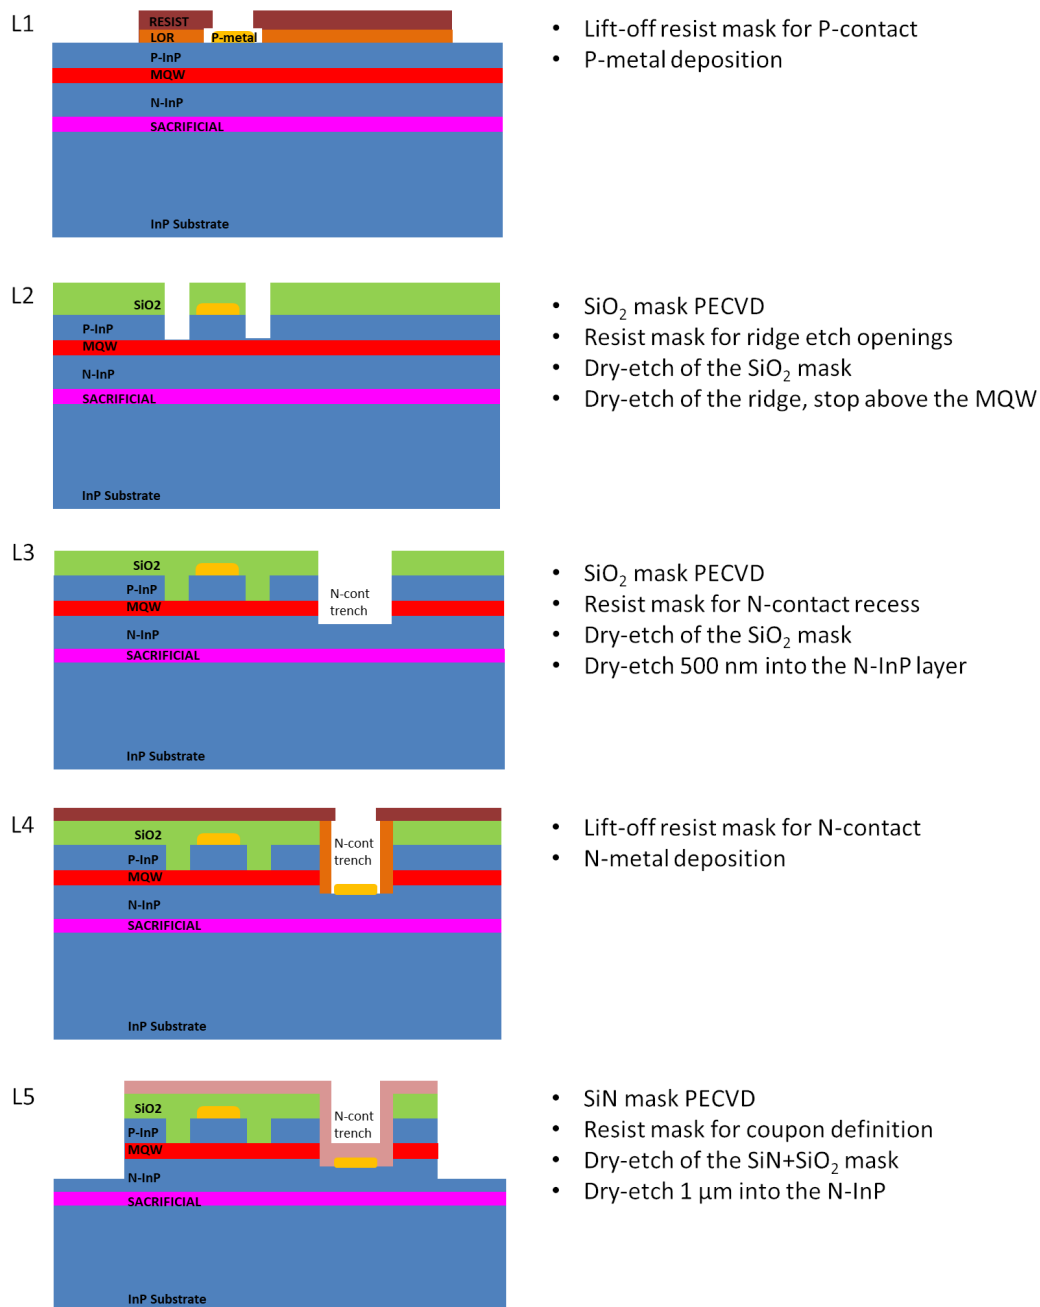 L1
RESIST
LOR
P-metal
P-InP
MQW
N-InP
SACRIFICIAL
InP Substrate
• Lift-off resist mask for P-contact
• P-metal deposition
L2
SiO2
P-InP
MQW
N-InP
SACRIFICIAL
InP Substrate
• SiO₂ mask PECVD
• Resist mask for ridge etch openings
• Dry-etch of the SiO₂ mask
• Dry-etch of the ridge, stop above the MQW
L3
SiO2
N-cont
trench
P-InP
MQW
N-InP
SACRIFICIAL
InP Substrate
• SiO₂ mask PECVD
• Resist mask for N-contact recess
• Dry-etch of the SiO₂ mask
• Dry-etch 500 nm into the N-InP layer
L4
SiO2
N-cont
trench
P-InP
MQW
N-InP
SACRIFICIAL
InP Substrate
• Lift-off resist mask for N-contact
• N-metal deposition
L5
SiO2
N-cont
trench
P-InP
MQW
N-InP
SACRIFICIAL
InP Substrate
• SiN mask PECVD
• Resist mask for coupon definition
• Dry-etch of the SiN+SiO₂ mask
• Dry-etch 1 µm into the N-InP